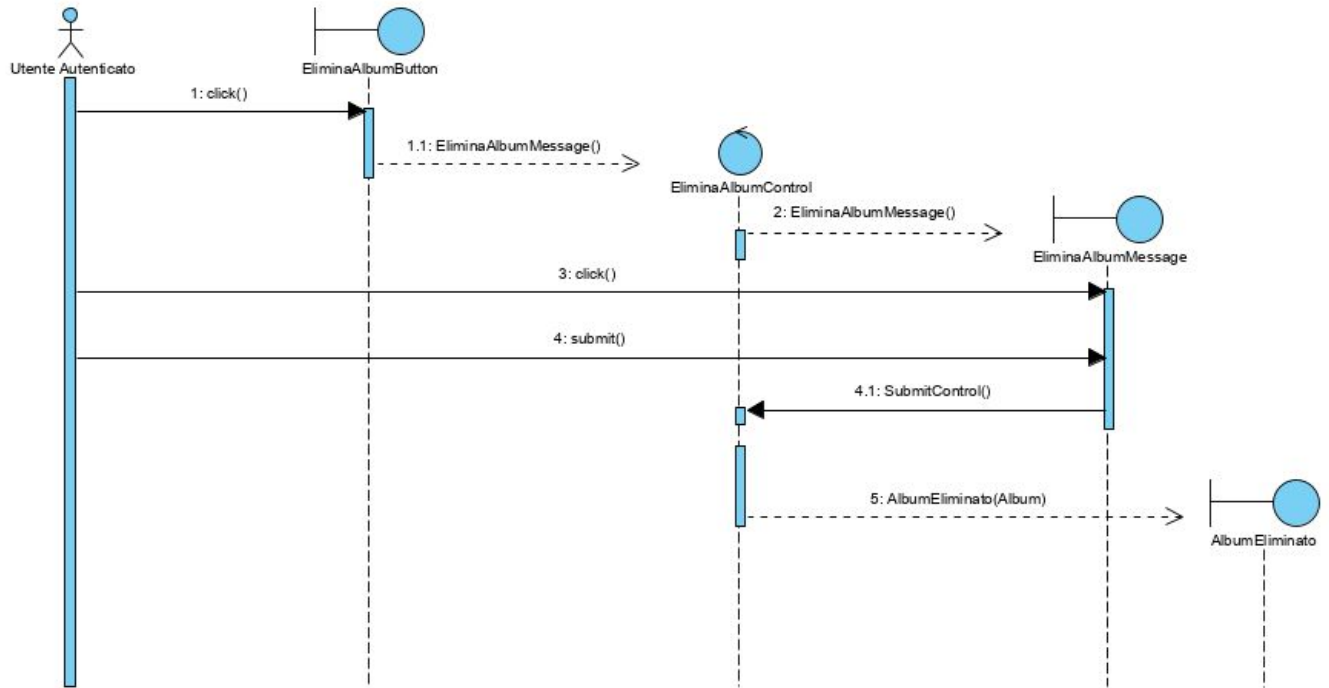 Utente Autenticato
EliminaAlbumButton
1: click()
1.1: EliminaAlbumMessage()
EliminaAlbumControl
2: EliminaAlbumMessage()
EliminaAlbumMessage
3: click()
4: submit()
4.1: SubmitControl()
5: AlbumEliminato(Album)
AlbumEliminato